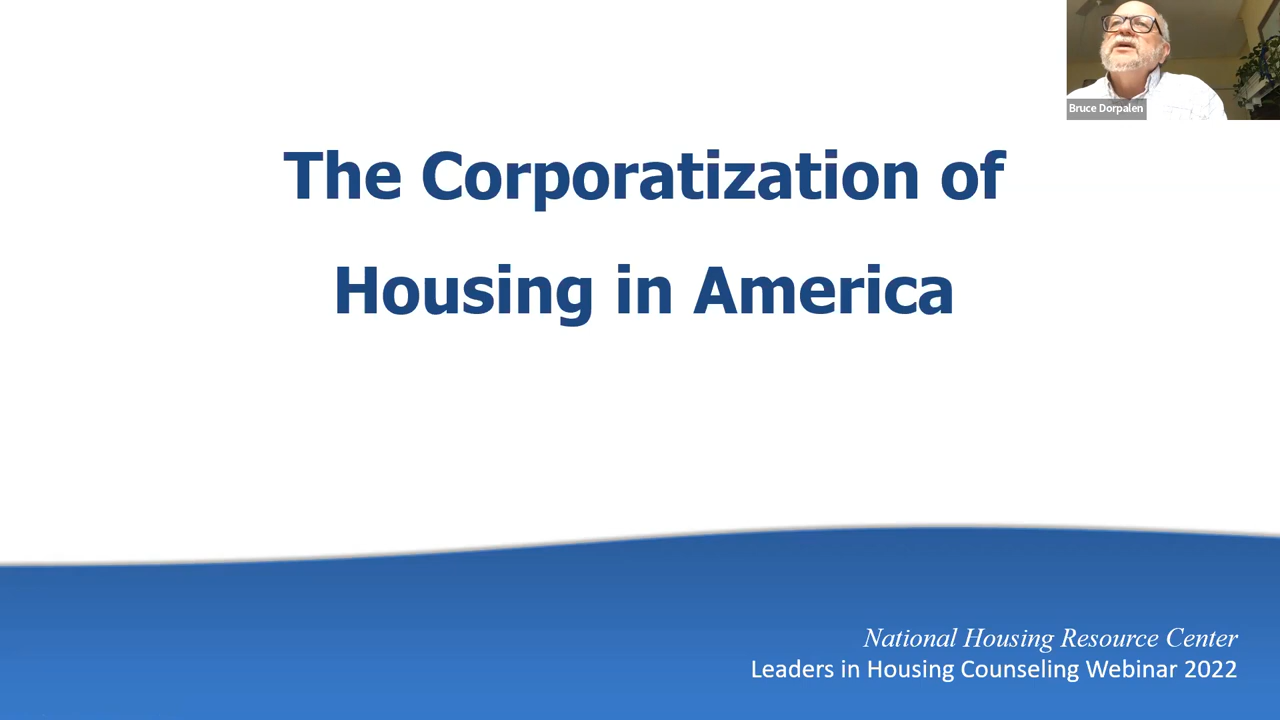 Bruce Dorpalen
The Corporatization of
Housing in America
National Housing Resource Center
Leaders in Housing Counseling Webinar 2022